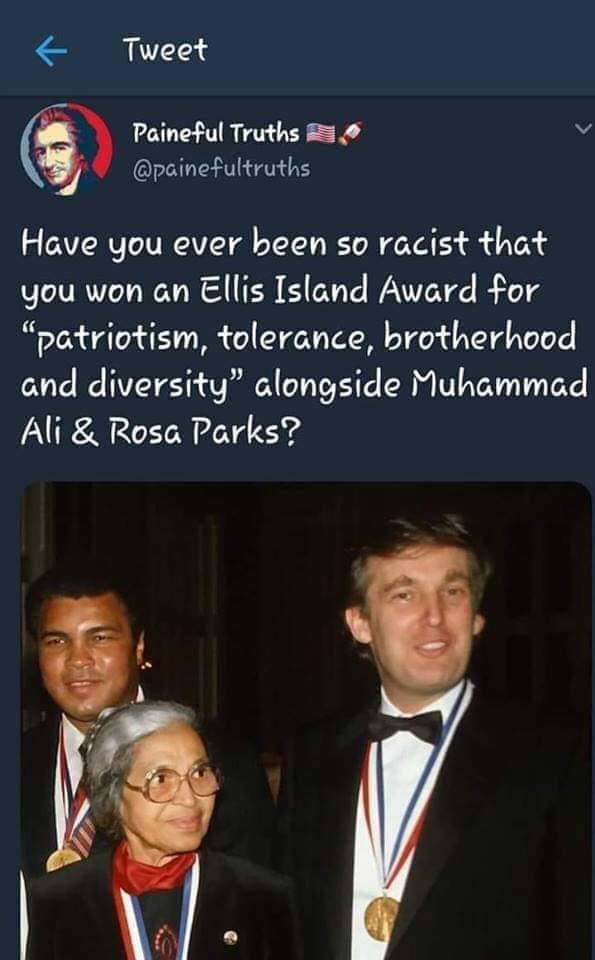 Tweet
Paineful Truths 🇺🇸🚀
@painefultruths
Have you ever been so racist that
you won an Ellis Island Award for
“patriotism, tolerance, brotherhood
and diversity” alongside Muhammad
Ali & Rosa Parks?